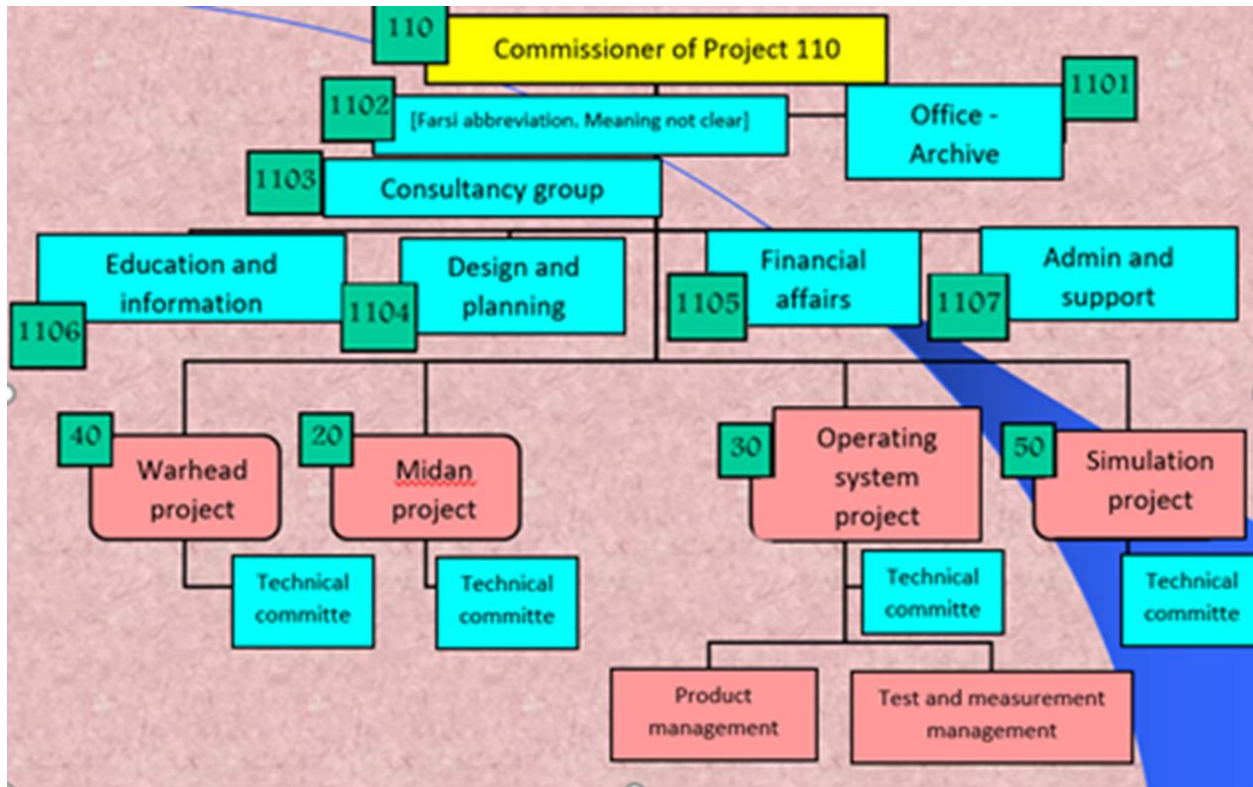 110
Commissioner of Project 110
1102
[Farsi abbreviation. Meaning not clear]
Office -
Archive
1101
1103
Consultancy group
Education and
information
1106
Design and
planning
1104
Financial
affairs
1105
Admin and
support
1107
40
Warhead
project
20
Midan
project
30
Operating
system
project
50
Simulation
project
Technical
committe
Technical
committe
Technical
committe
Technical
committe
Product
management
Test and measurement
management